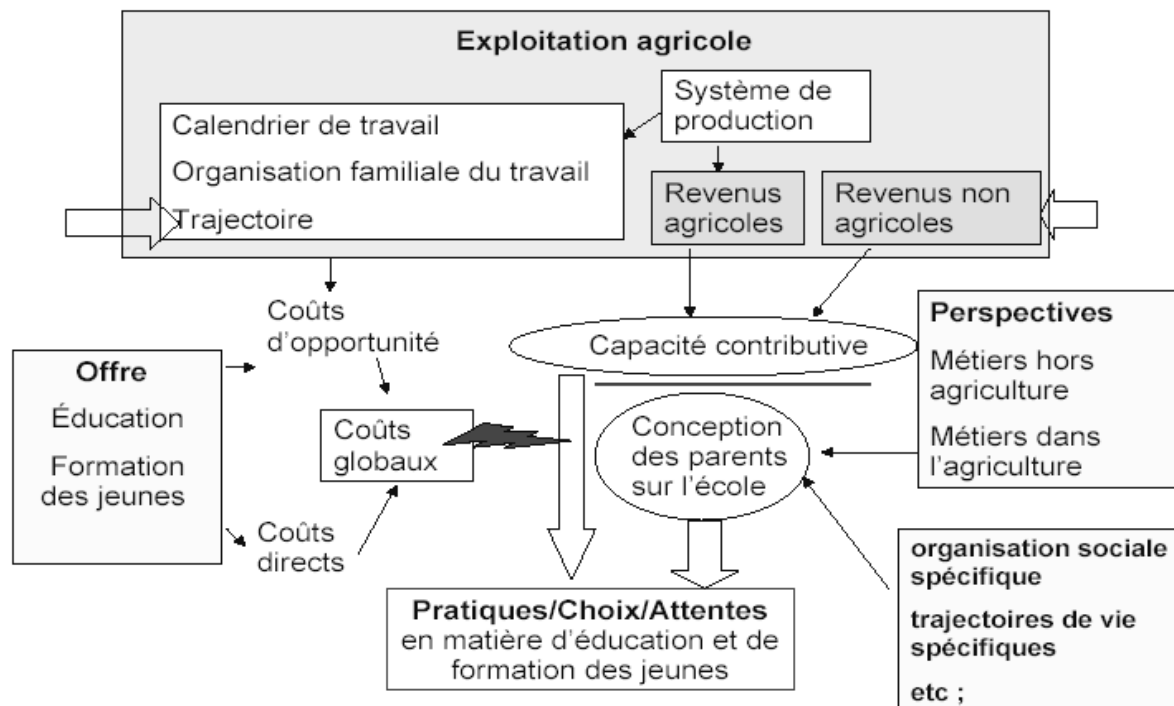 Exploitation agricole
Système de
production
Calendrier de travail
Organisation familiale du travail
Trajectoire
Revenus
agricoles
Revenus non
agricoles
Coûts
d'opportunité
Capacité contributive
Perspectives
Métiers hors
agriculture
Métiers dans
l'agriculture
Offre
Éducation
Formation
des jeunes
Coûts
globaux
Conception
des parents
sur l'école
Coûts
directs
organisation sociale
spécifique
trajectoires de vie
spécifiques
etc ;
Pratiques/Choix/Attentes
en matière d'éducation et de
formation des jeunes